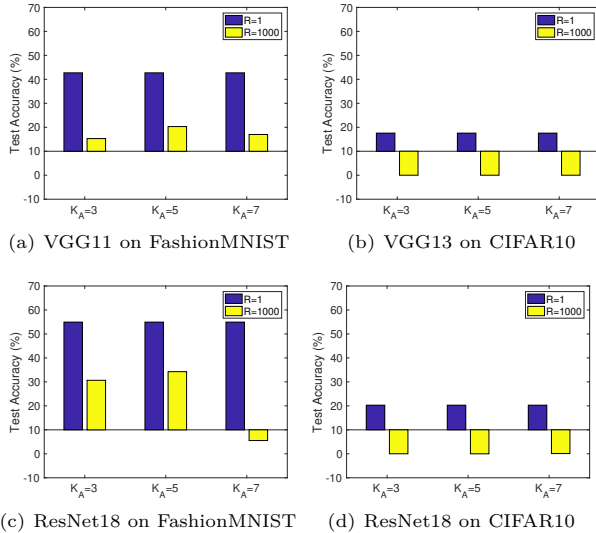 70
60
50
40
30
20
10
0
-10
Test Accuracy (%)
R=1
R=1000
K_A=3
K_A=5
K_A=7
(a) VGG11 on FashionMNIST
70
60
50
40
30
20
10
0
-10
Test Accuracy (%)
R=1
R=1000
K_A=3
K_A=5
K_A=7
(b) VGG13 on CIFAR10
70
60
50
40
30
20
10
0
-10
Test Accuracy (%)
R=1
R=1000
K_A=3
K_A=5
K_A=7
(c) ResNet18 on FashionMNIST
70
60
50
40
30
20
10
0
-10
Test Accuracy (%)
R=1
R=1000
K_A=3
K_A=5
K_A=7
(d) ResNet18 on CIFAR10